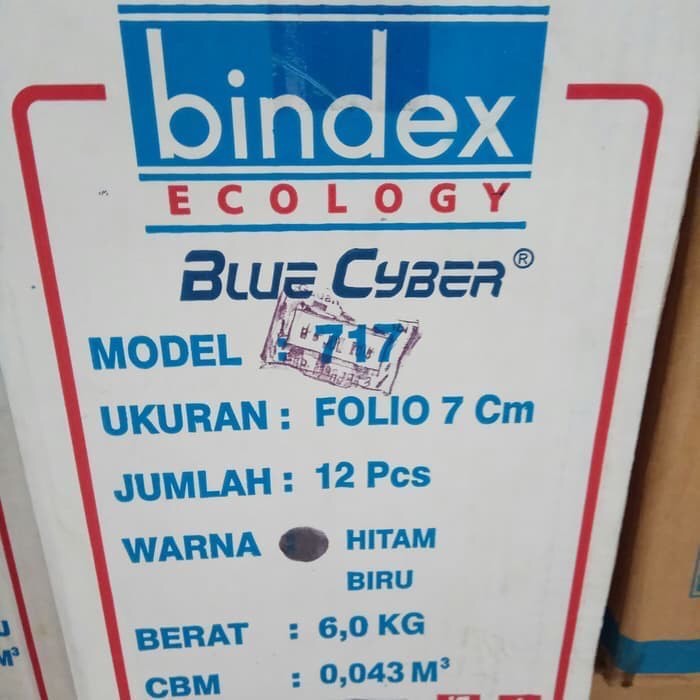 bindex
ECOLOGY
BLUE CYBER®
MODEL : 717
UKURAN : FOLIO 7 Cm
JUMLAH : 12 Pcs
WARNA : HITAM
BIRU
BERAT : 6,0 KG
CBM : 0,043 M³
M³